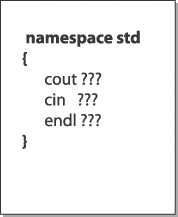 namespace std
{
cout ???
cin ???
endl ???
}